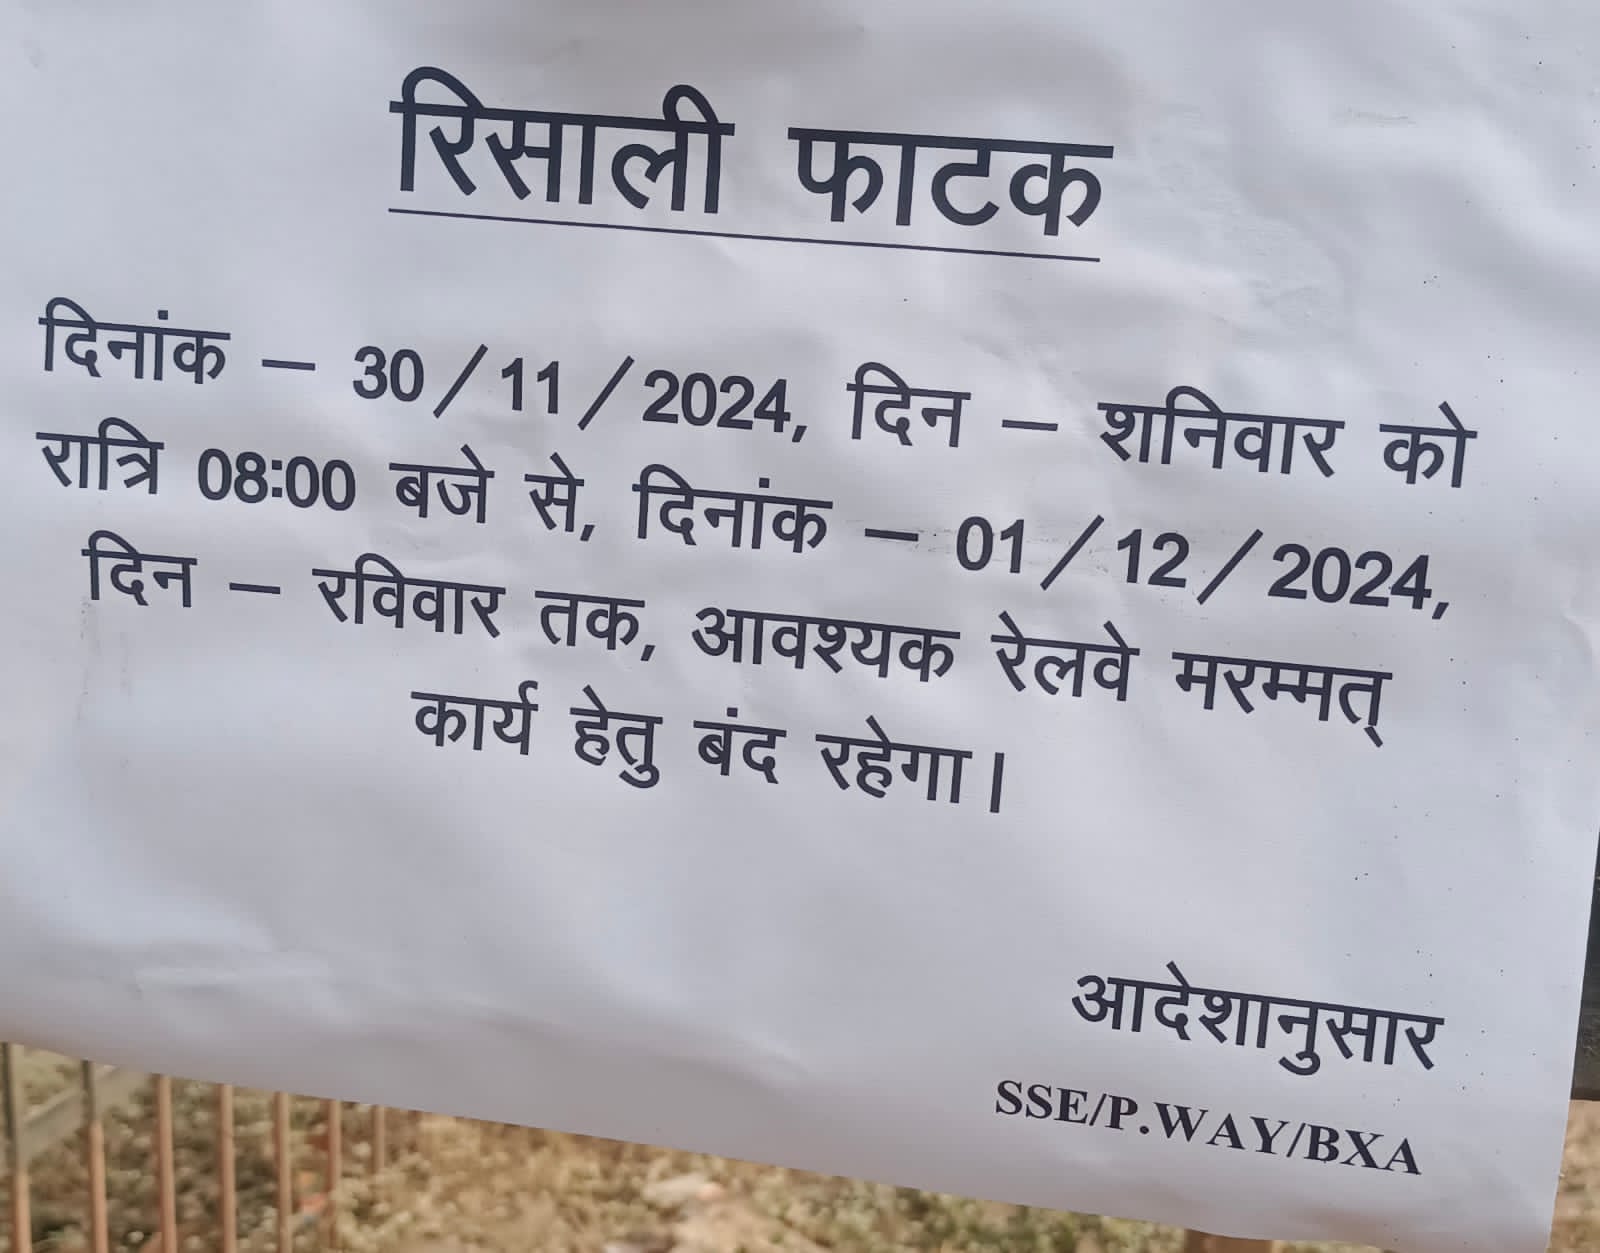 रिसाली फाटक
दिनांक – 30/11/2024, दिन – शनिवार को
रात्रि 08:00 बजे से, दिनांक – 01/12/2024,
दिन – रविवार तक, आवश्यक रेलवे मरम्मत्
कार्य हेतु बंद रहेगा।
आदेशानुसार
SSE/P.WAY/BXA